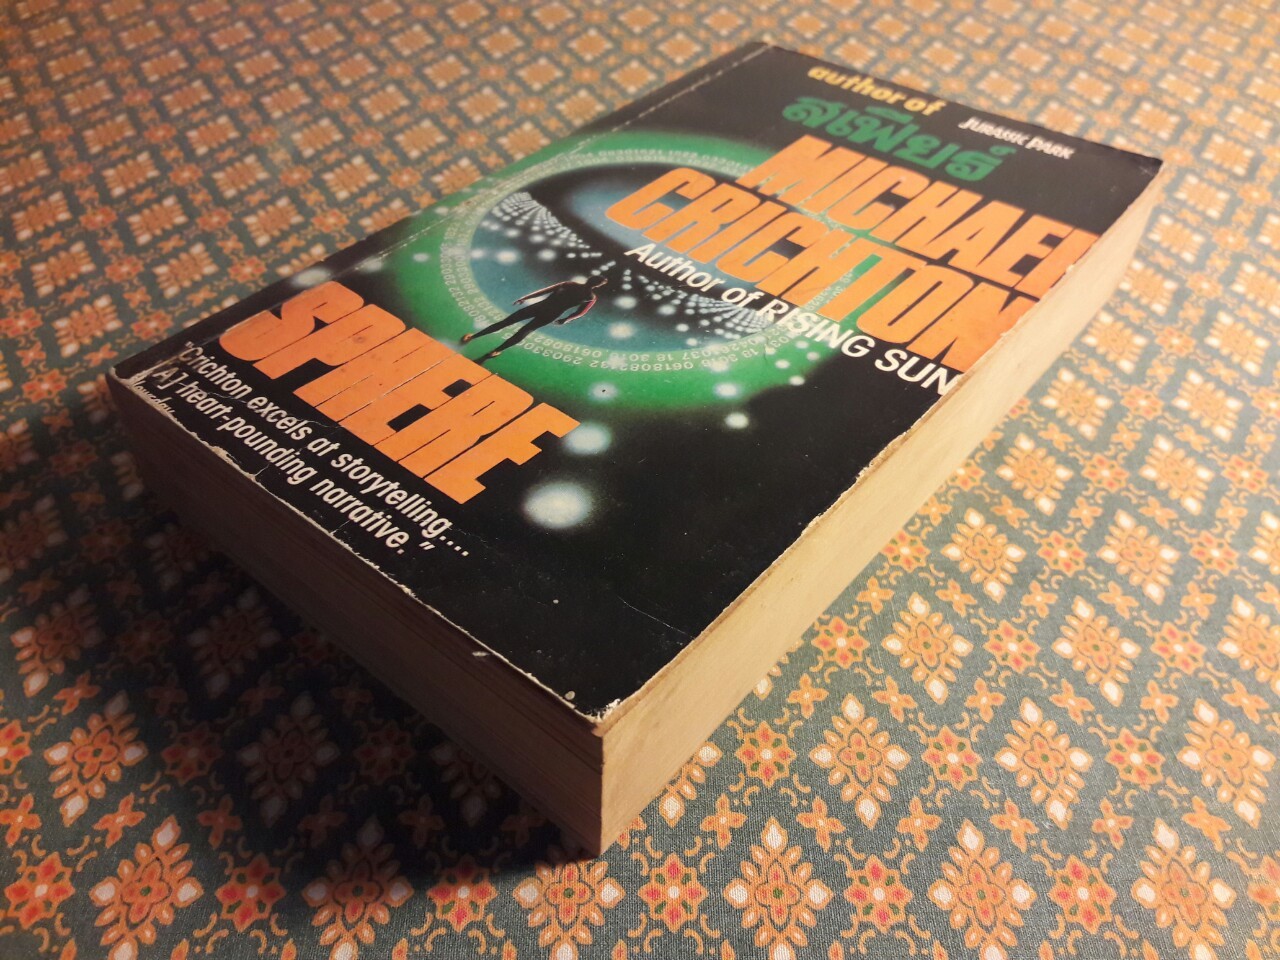 author of
JURASSIC PARK
สเฟียร์
MICHAEL
CRICHTON
Author of RISING SUN
SPHERE
"Crichton excels at storytelling....
[A] heart-pounding narrative."